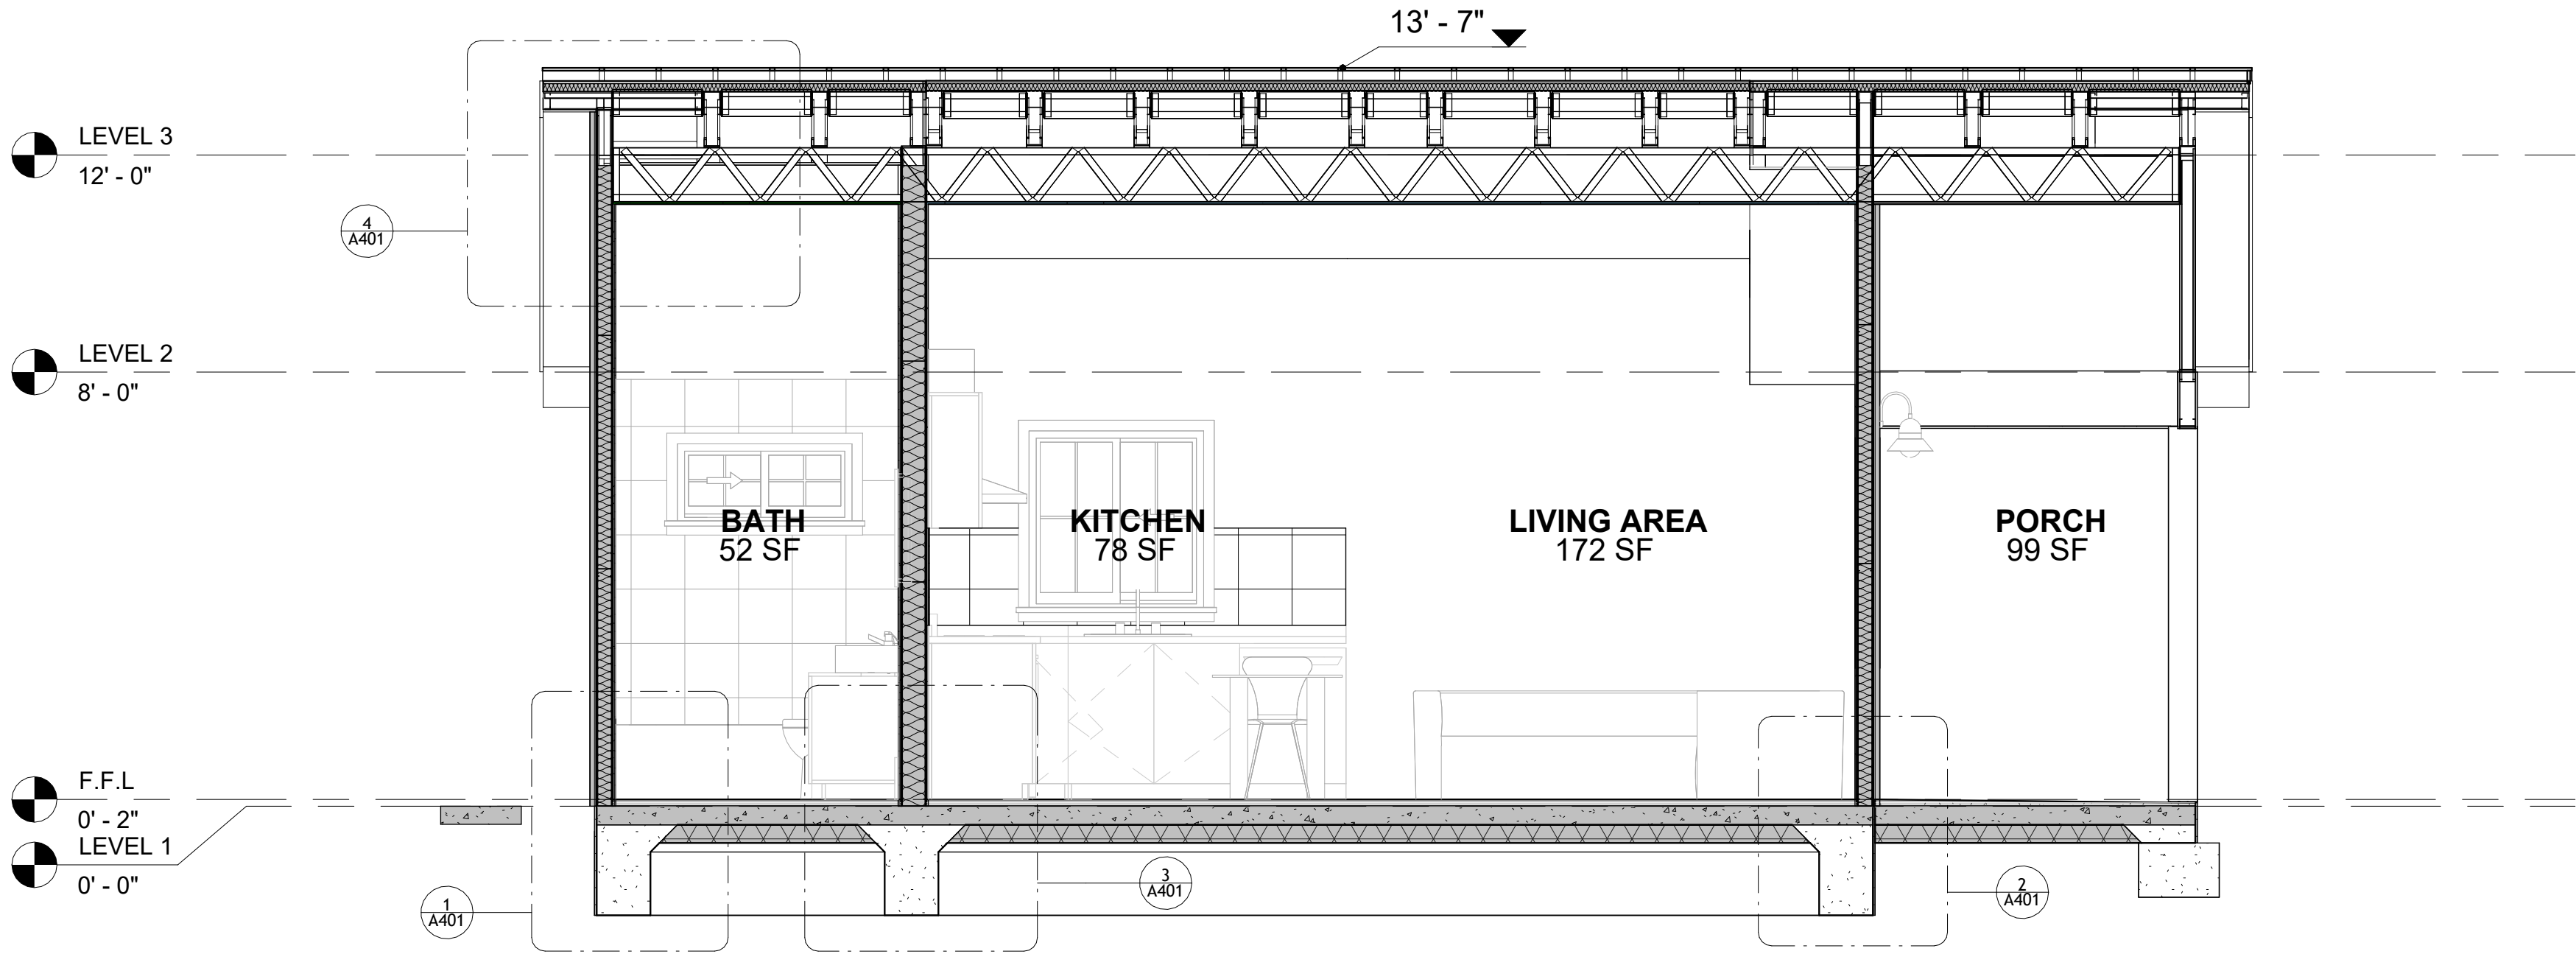 13' - 7"
LEVEL 3
12' - 0"
4
A401
LEVEL 2
8' - 0"
BATH
52 SF
KITCHEN
78 SF
LIVING AREA
172 SF
PORCH
99 SF
F.F.L
0' - 2"
LEVEL 1
0' - 0"
1
A401
3
A401
2
A401